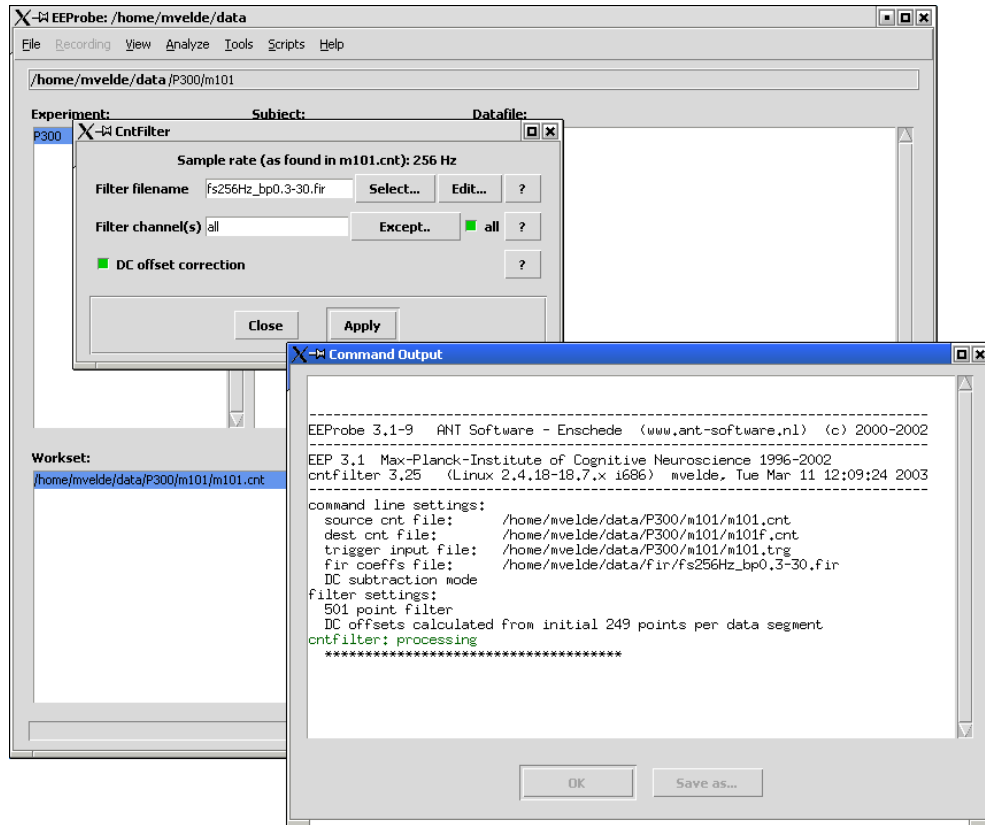 EEProbe: /home/mvelde/data
File Recording View Analyze Tools Scripts Help
/home/mvelde/data/P300/m101
Experiment: Subject: Datafile:
P300
CntFilter
Sample rate (as found in m101.cnt): 256 Hz
Filter filename fs256Hz_bp0.3-30.fir Select... Edit... ?
Filter channel(s) all Except.. all ?
DC offset correction ?
Close Apply
Workset:
/home/mvelde/data/P300/m101/m101.cnt
Command Output
--------------------------------------------------------------------------------
EEProbe 3.1-9 ANT Software - Enschede (www.ant-software.nl) (c) 2000-2002
--------------------------------------------------------------------------------
EEP 3.1 Max-Planck-Institute of Cognitive Neuroscience 1996-2002
cntfilter 3.25 (Linux 2.4.18-18.7.x i686) mvelde, Tue Mar 11 12:09:24 2003
--------------------------------------------------------------------------------
command line settings:
source cnt file: /home/mvelde/data/P300/m101/m101.cnt
dest cnt file: /home/mvelde/data/P300/m101/m101f.cnt
trigger input file: /home/mvelde/data/P300/m101/m101.trg
fir coeffs file: /home/mvelde/data/fir/fs256Hz_bp0.3-30.fir
DC subtraction mode
filter settings:
501 point filter
DC offsets calculated from initial 249 points per data segment
cntfilter: processing
*************************************
OK Save as...